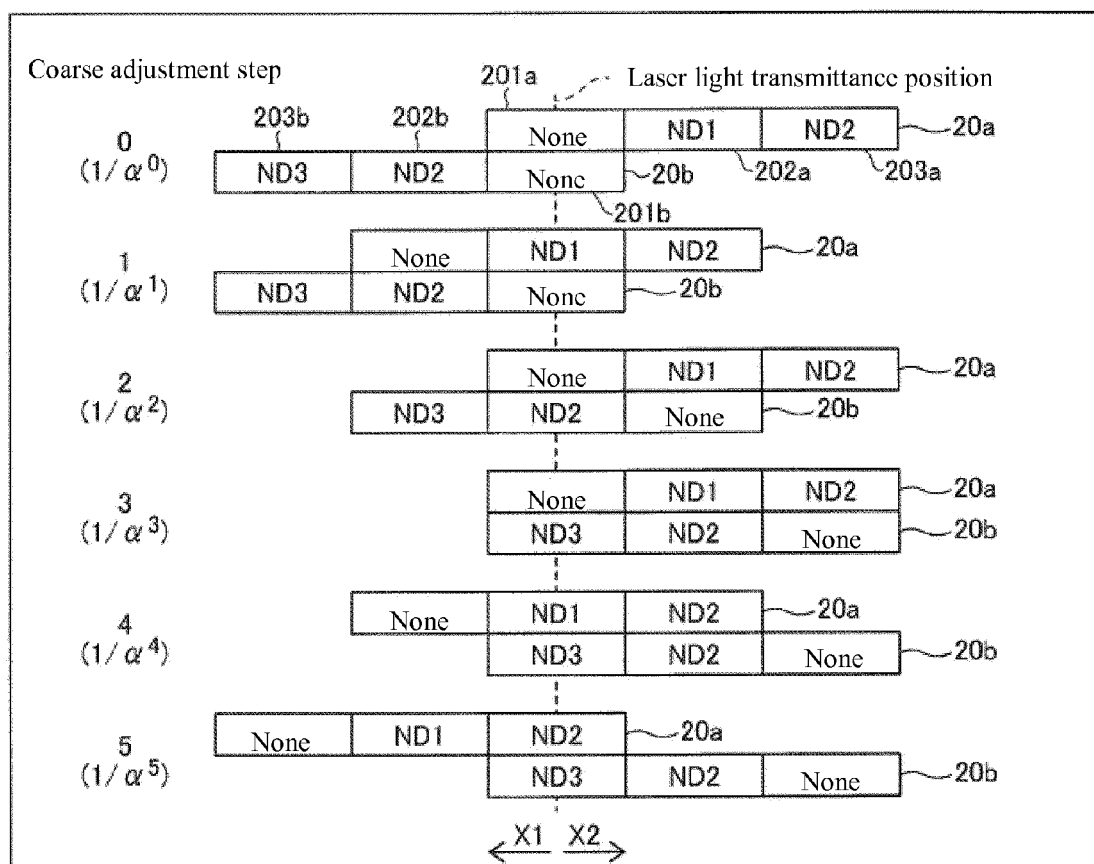 Coarse adjustment step
201a
Laser light transmittance position
203b
202b
0
(1/α⁰)
None
ND1
ND2
20a
ND3
ND2
None
20b
202a
203a
201b
1
(1/α¹)
None
ND1
ND2
20a
ND3
ND2
None
20b
2
(1/α²)
None
ND1
ND2
20a
ND3
ND2
None
20b
3
(1/α³)
None
ND1
ND2
20a
ND3
ND2
None
20b
4
(1/α⁴)
None
ND1
ND2
20a
ND3
ND2
None
20b
5
(1/α⁵)
None
ND1
ND2
20a
ND3
ND2
None
20b
X1
X2